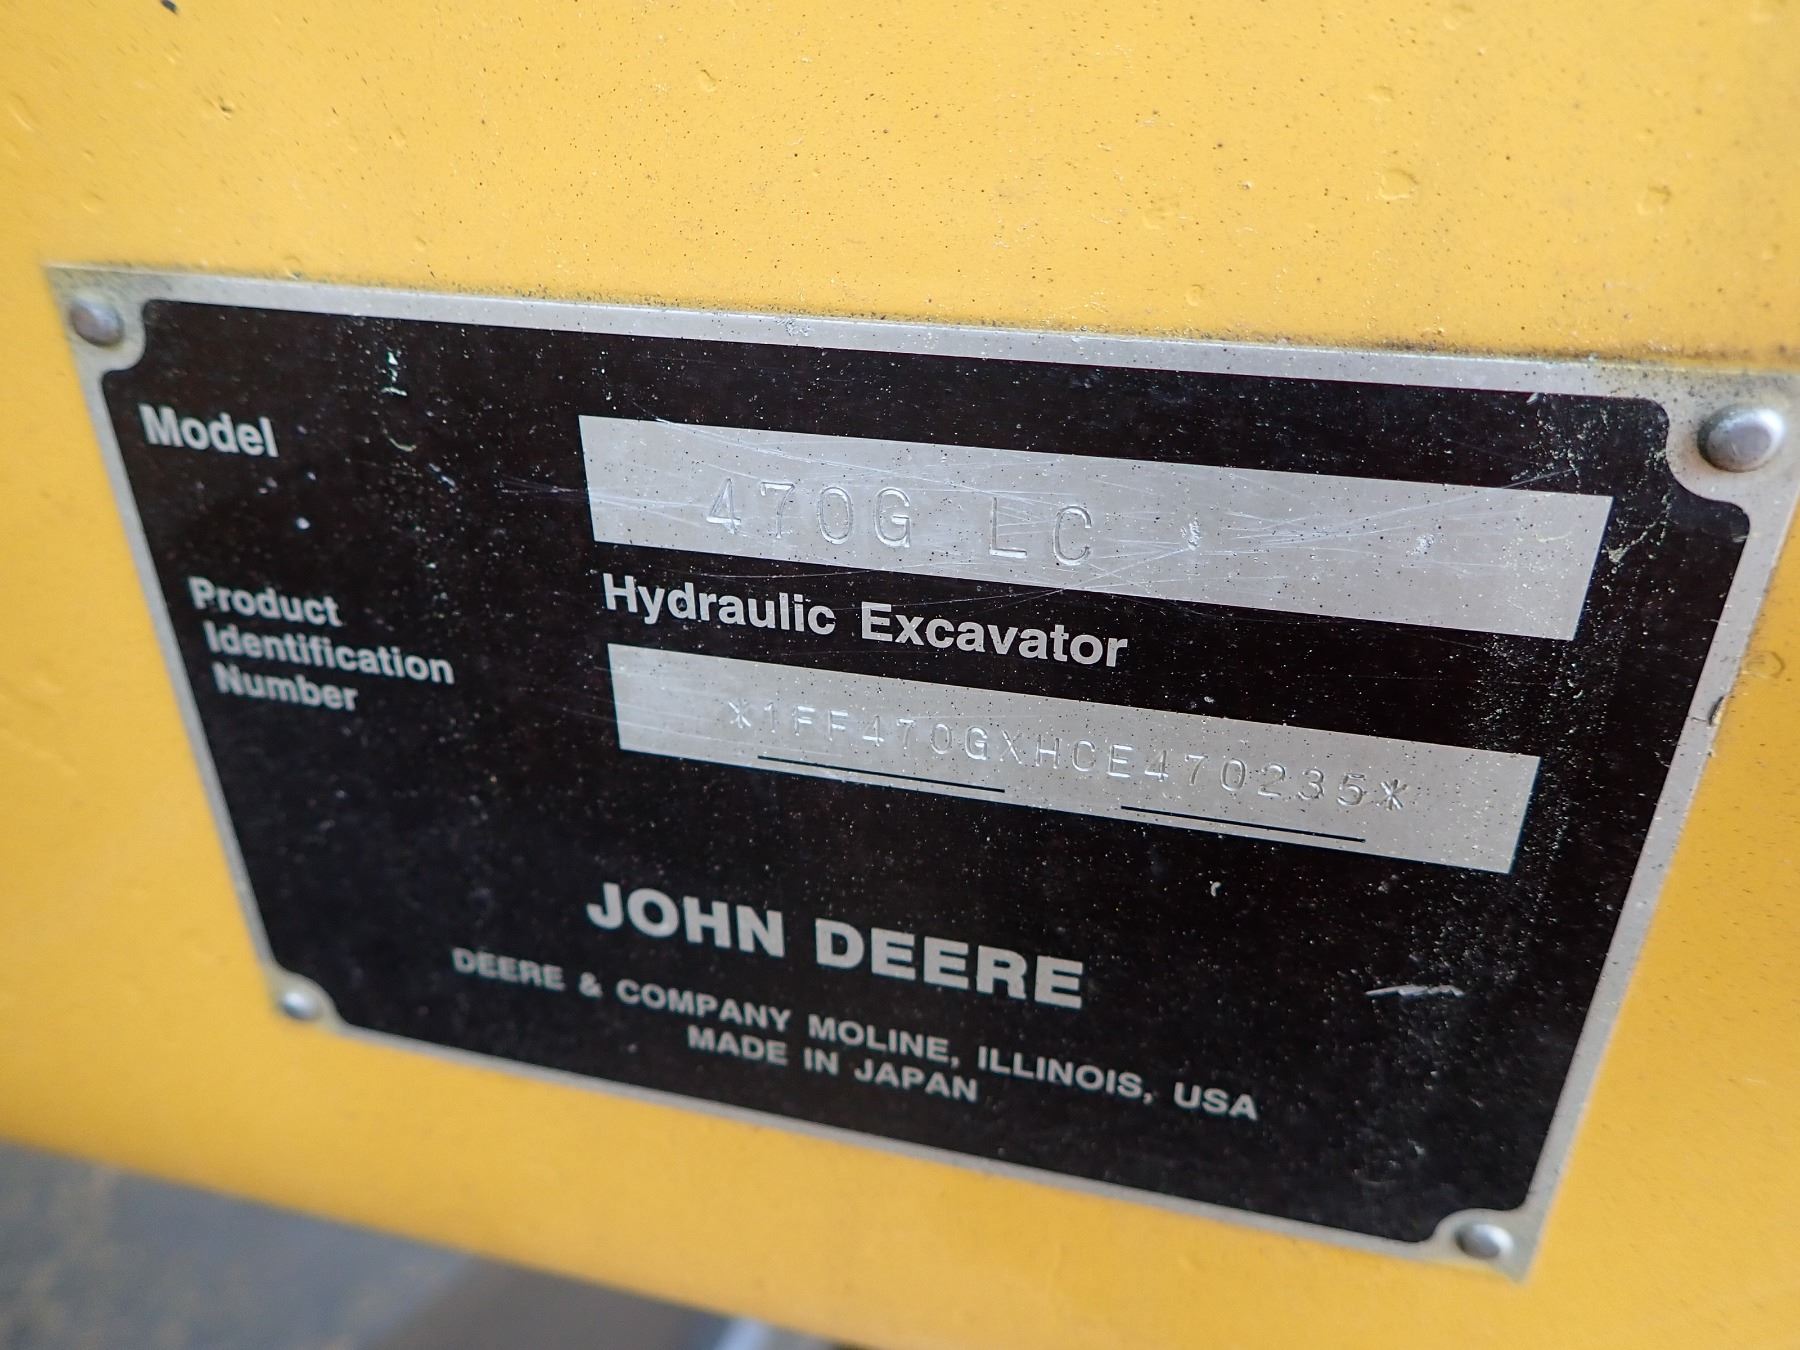 Model
470G LC
Hydraulic Excavator
Product
Identification
Number
*1FF470GXHCE470235*
JOHN DEERE
DEERE & COMPANY MOLINE, ILLINOIS, USA
MADE IN JAPAN